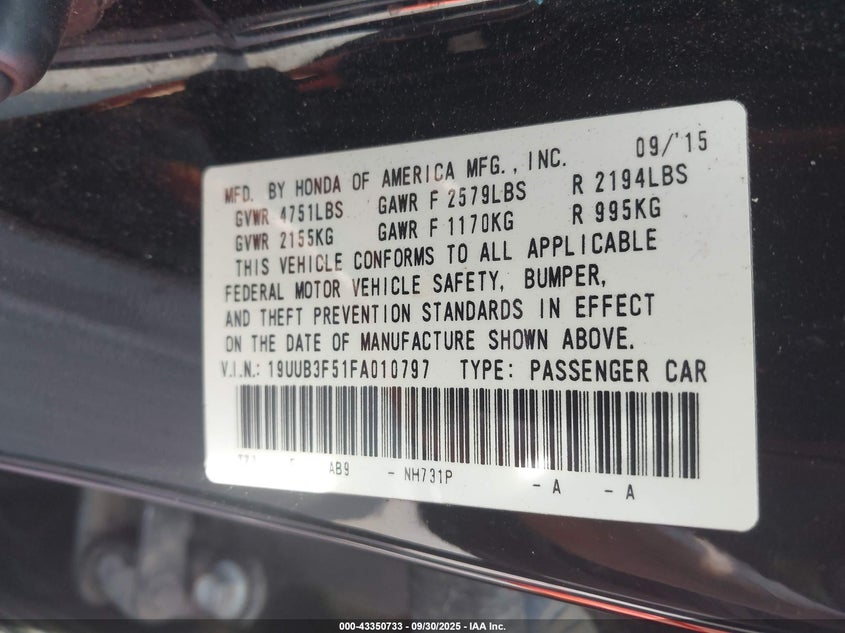 09/'15
MFD. BY HONDA OF AMERICA MFG., INC.
GVWR 4751LBS GAWR F 2579LBS R 2194LBS
GVWR 2155KG GAWR F 1170KG R 995KG
THIS VEHICLE CONFORMS TO ALL APPLICABLE
FEDERAL MOTOR VEHICLE SAFETY, BUMPER,
AND THEFT PREVENTION STANDARDS IN EFFECT
ON THE DATE OF MANUFACTURE SHOWN ABOVE.
V.I.N.: 19UUB3F51FA010797 TYPE: PASSENGER CAR
AB9 - NH731P - A - A
000-43350733 - 09/30/2025 - IAA Inc.